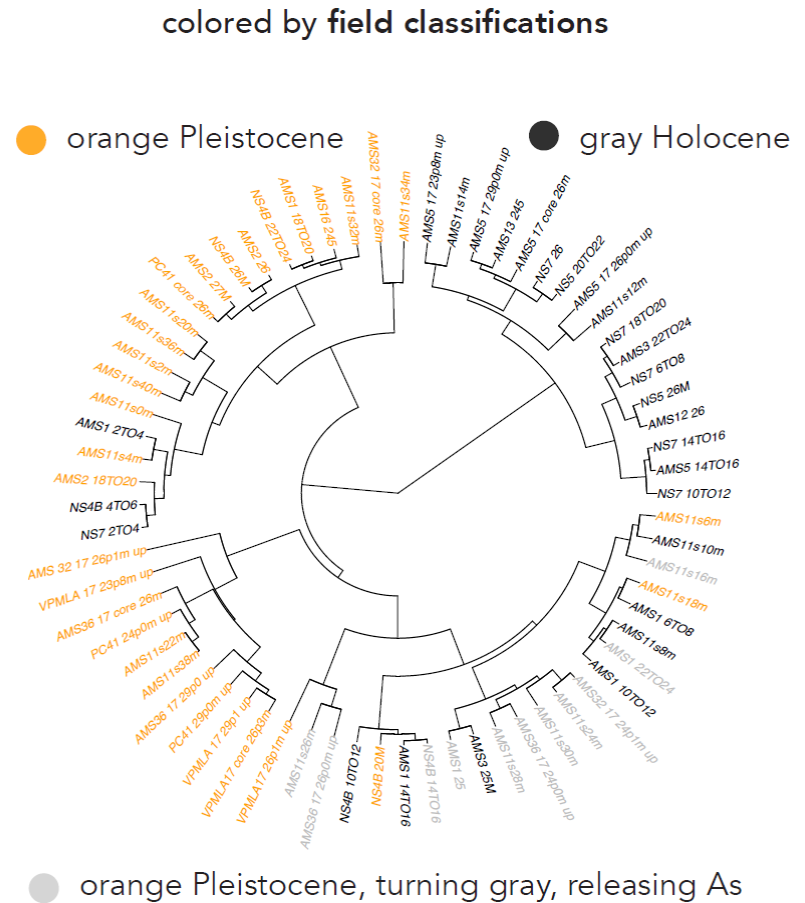 colored by field classifications
orange Pleistocene
gray Holocene
AMS32 17 core 26m
AMS11s34m
AMS5 17 23p8m up
AMS11s14m
AMS5 17 29p0m up
AMS13 245
AMS5 17 core 26m
NS7 26
NS5 20TO22
AMS5 17 26p0m up
AMS11s12m
NS7 18TO20
AMS3 22TO24
NS7 6TO8
NS5 26M
AMS12 26
NS7 14TO16
AMS5 14TO16
NS7 10TO12
AMS11s6m
AMS11s10m
AMS11s16m
AMS11s18m
AMS1 6TO8
AMS11s8m
AMS1 22TO24
AMS1 10TO12
AMS32 17 24p1m up
AMS11s24m
AMS11s30m
AMS36 17 24p0m up
AMS11s28m
AMS3 25M
AMS1 25
NS4B 14TO16
AMS1 14TO16
NS4B 20M
NS4B 10TO12
AMS36 17 26p0m up
AMS11s26m
VPMLA17 26p1m up
VPMLA17 core 26p3m
VPMLA 17 29p1 up
PC41 29p0m up
AMS36 17 29p0 up
AMS11s38m
AMS11s22m
PC41 24p0m up
AMS36 17 core 26m
VPMLA 17 23p8m up
AMS 32 17 26p1m up
NS7 2TO4
NS4B 4TO6
AMS2 18TO20
AMS11s4m
AMS1 2TO4
AMS11s0m
AMS11s40m
AMS11s2m
AMS11s36m
AMS11s20m
PC41 core 26m
AMS2 27M
NS4B 26M
AMS2 26
NS4B 22TO24
AMS1 18TO20
AMS16 245
AMS11s32m
orange Pleistocene, turning gray, releasing As